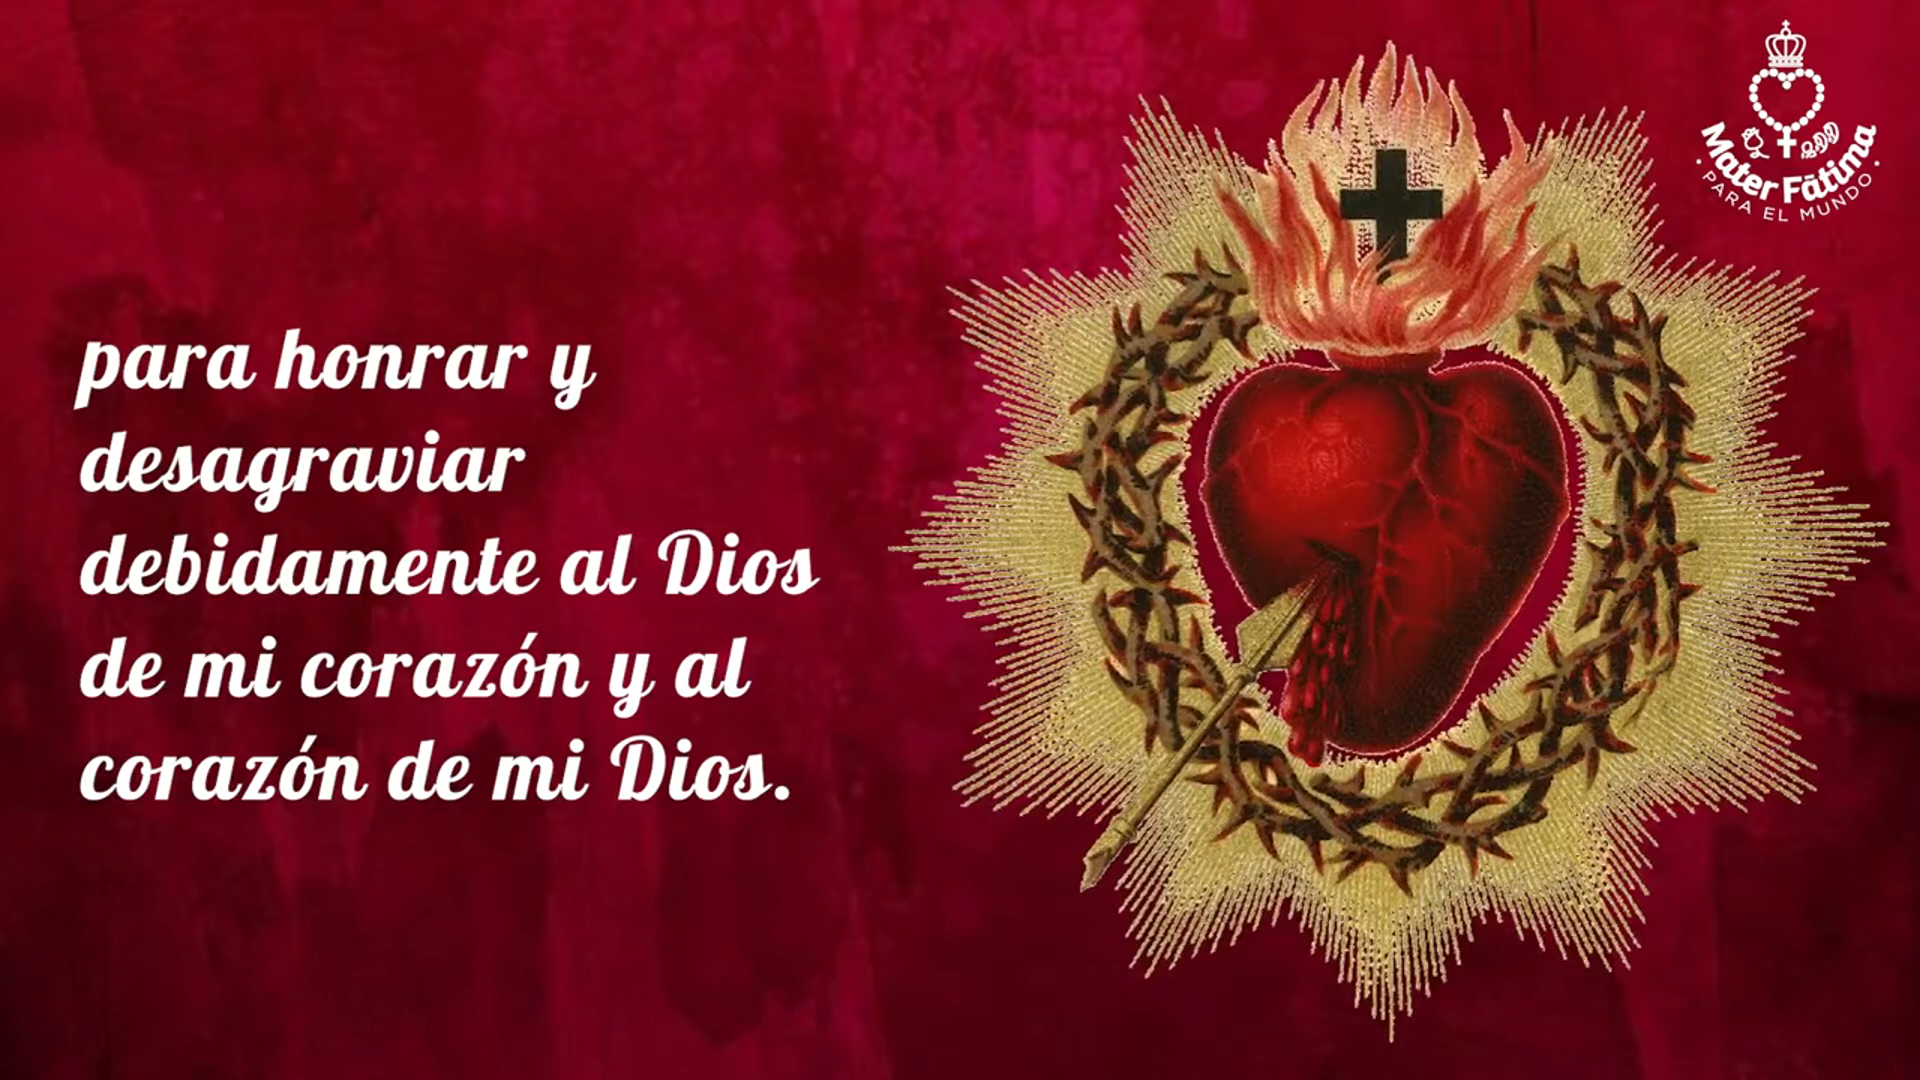 para honrar y
desagraviar
debidamente al Dios
de mi corazón y al
corazón de mi Dios.
Mater Fátima
· PARA EL MUNDO ·